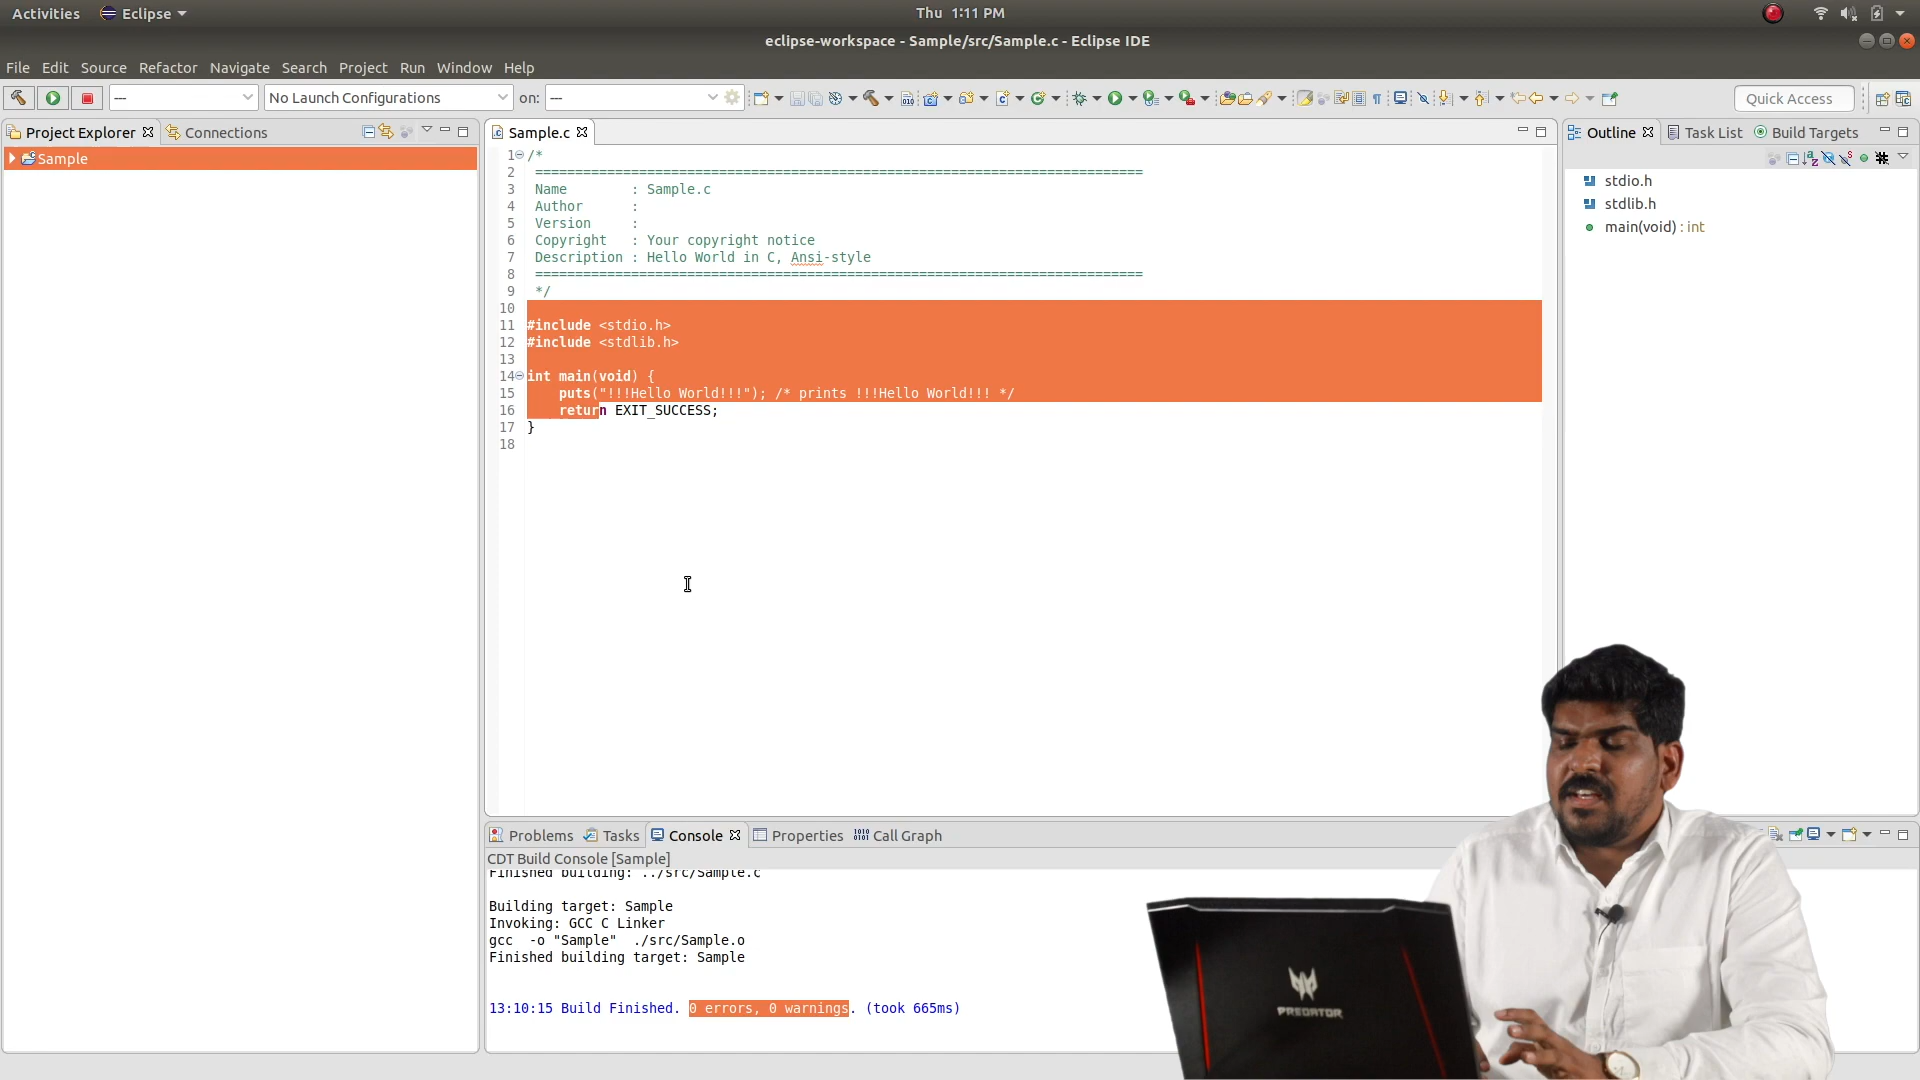 Activities Eclipse Thu 1:11 PM
eclipse-workspace - Sample/src/Sample.c - Eclipse IDE
File Edit Source Refactor Navigate Search Project Run Window Help
--- No Launch Configurations on: --- Quick Access
Project Explorer Connections
Sample
Sample.c
1 /*
2 ============================================================================
3 Name : Sample.c
4 Author :
5 Version :
6 Copyright : Your copyright notice
7 Description : Hello World in C, Ansi-style
8 ============================================================================
9 */
10
11 #include <stdio.h>
12 #include <stdlib.h>
13
14 int main(void) {
15 puts("!!!Hello World!!!"); /* prints !!!Hello World!!! */
16 return EXIT_SUCCESS;
17 }
18
Outline Task List Build Targets
stdio.h
stdlib.h
main(void) : int
Problems Tasks Console Properties Call Graph
CDT Build Console [Sample]
Finished building: ../src/Sample.c
Building target: Sample
Invoking: GCC C Linker
gcc -o "Sample" ./src/Sample.o
Finished building target: Sample
13:10:15 Build Finished. 0 errors, 0 warnings. (took 665ms)
PREDATOR